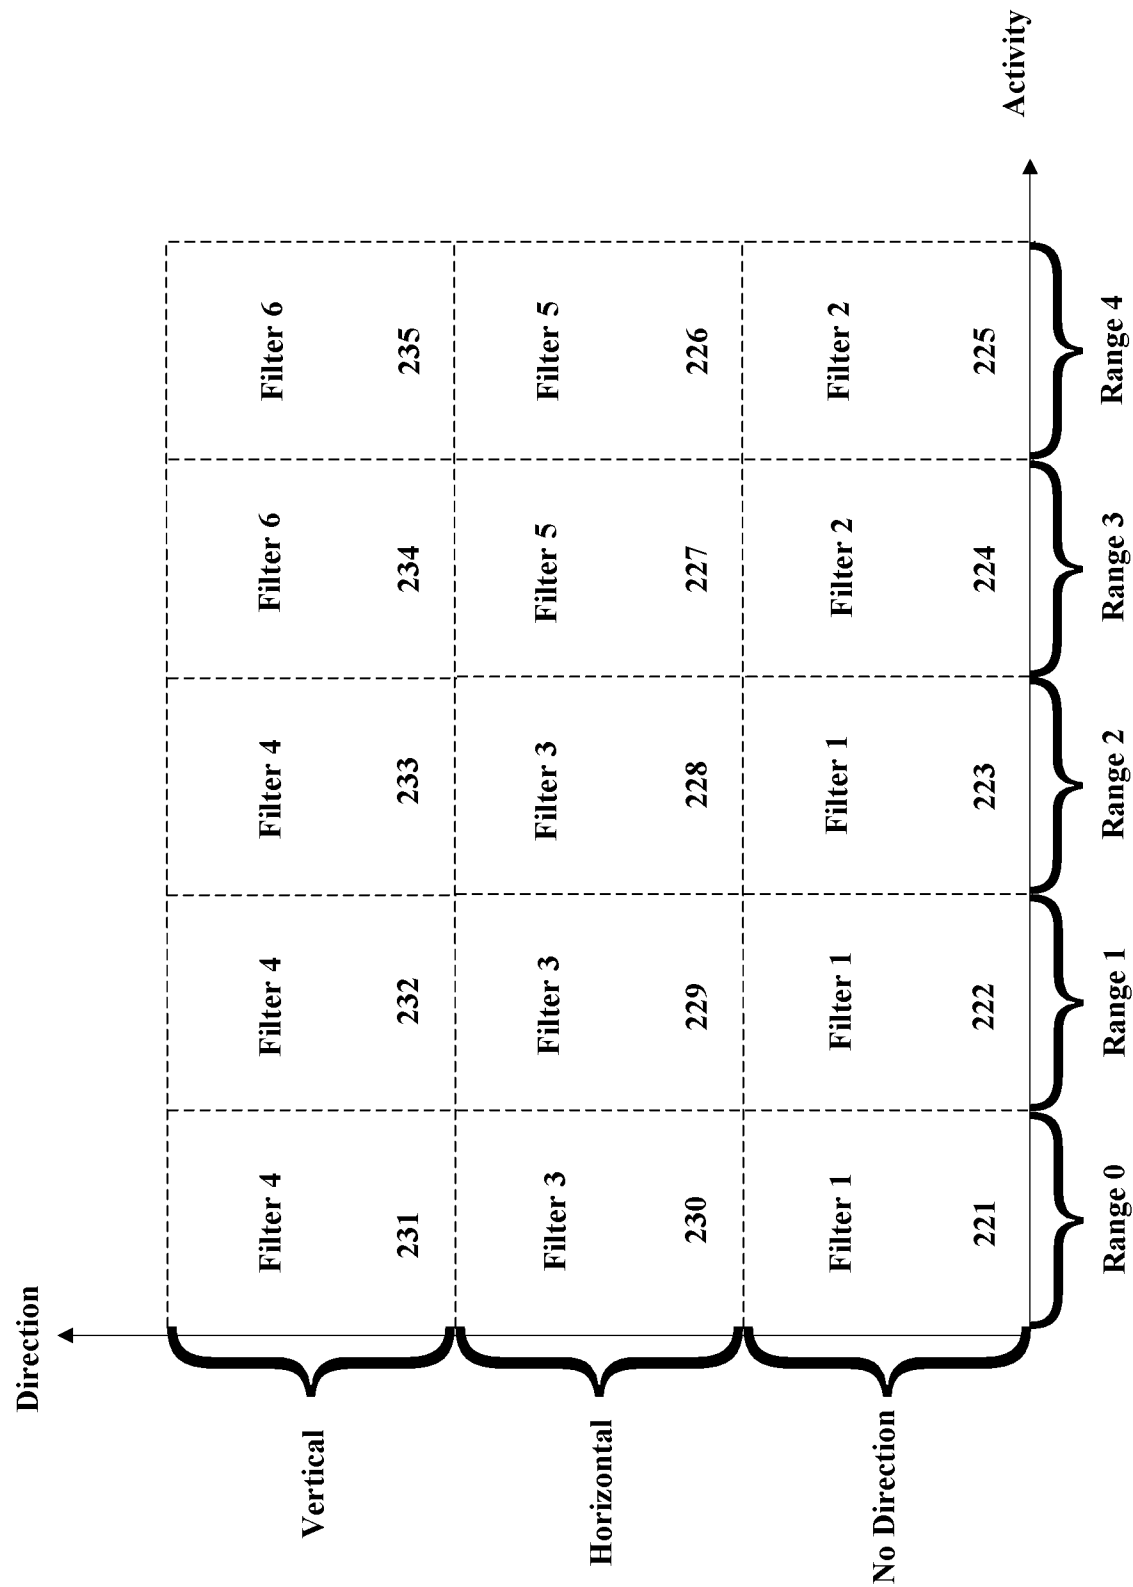 Direction
Vertical
Filter 4
231
Filter 4
232
Filter 4
233
Filter 6
234
Filter 6
235
Horizontal
Filter 3
230
Filter 3
229
Filter 3
228
Filter 5
227
Filter 5
226
No Direction
Filter 1
221
Filter 1
222
Filter 1
223
Filter 2
224
Filter 2
225
Range 0
Range 1
Range 2
Range 3
Range 4
Activity